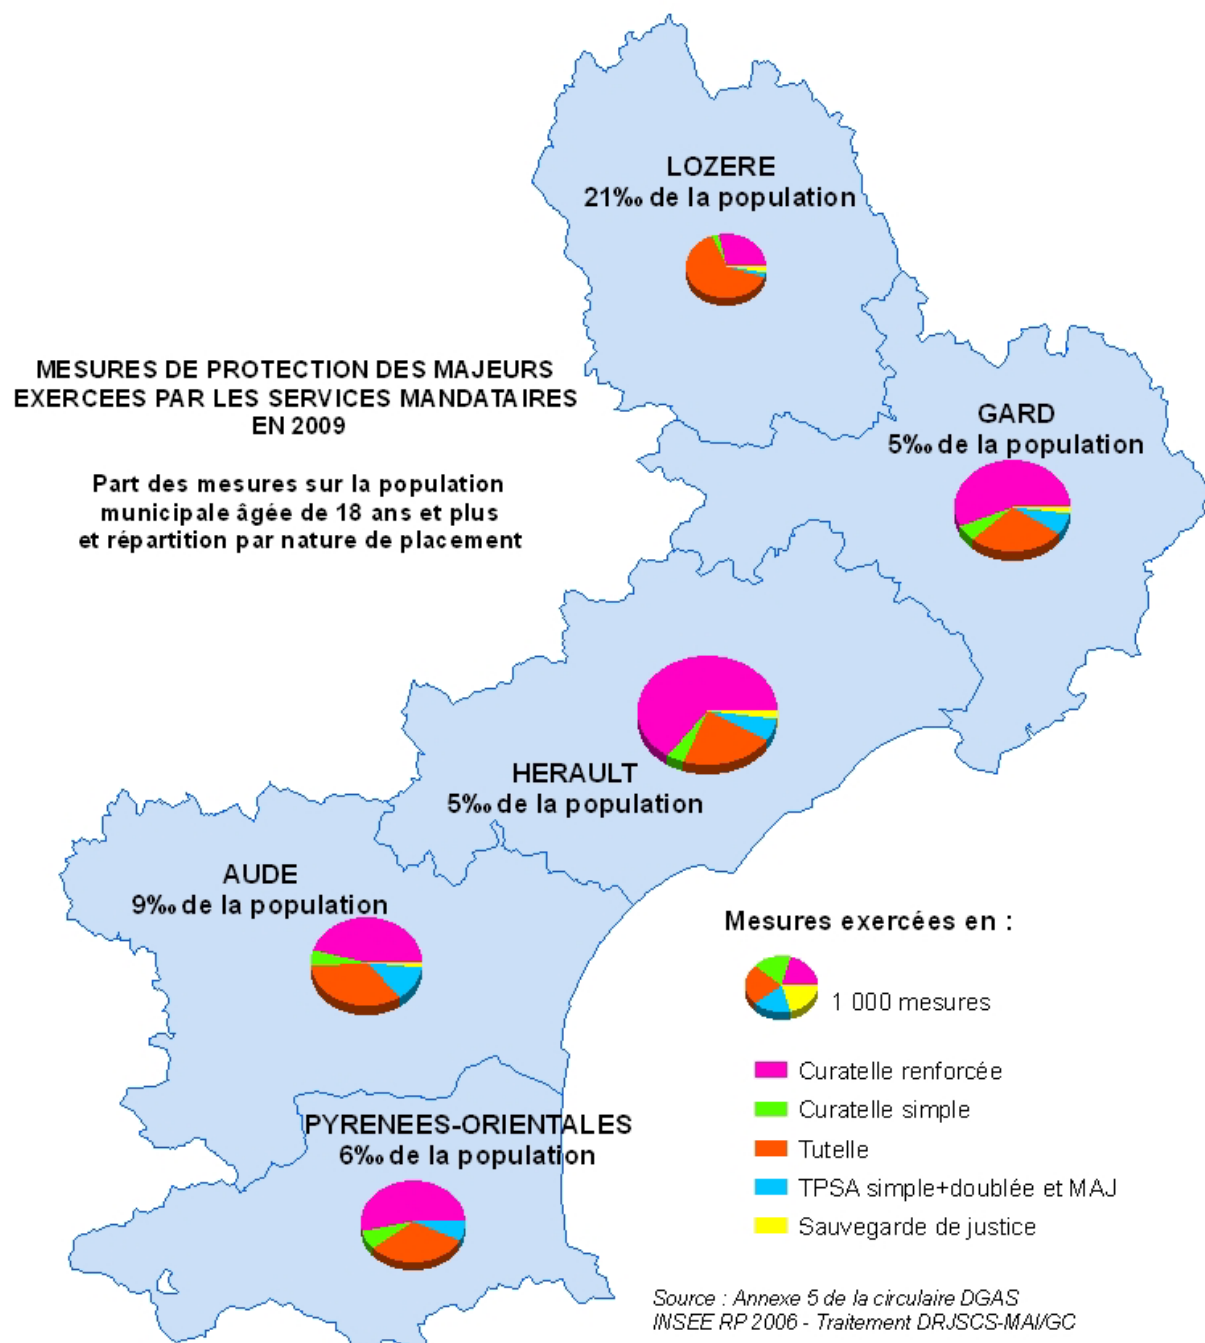 LOZERE
21‰ de la population
MESURES DE PROTECTION DES MAJEURS
EXERCEES PAR LES SERVICES MANDATAIRES
EN 2009
Part des mesures sur la population
municipale âgée de 18 ans et plus
et répartition par nature de placement
GARD
5‰ de la population
HERAULT
5‰ de la population
AUDE
9‰ de la population
PYRENEES-ORIENTALES
6‰ de la population
Mesures exercées en :
1 000 mesures
Curatelle renforcée
Curatelle simple
Tutelle
TPSA simple+doublée et MAJ
Sauvegarde de justice
Source : Annexe 5 de la circulaire DGAS
INSEE RP 2006 - Traitement DRJSCS-MAI/GC